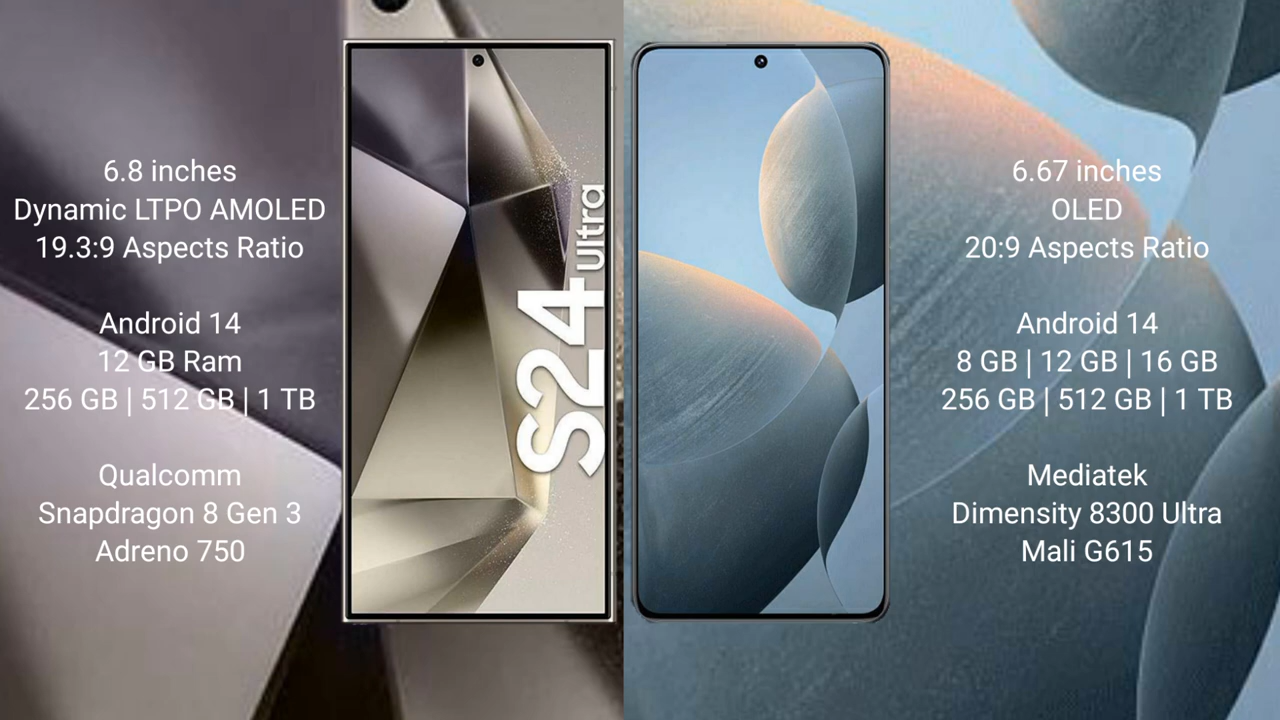 6.8 inches
Dynamic LTPO AMOLED
19.3:9 Aspects Ratio
Android 14
12 GB Ram
256 GB | 512 GB | 1 TB
Qualcomm
Snapdragon 8 Gen 3
Adreno 750
S24 Ultra
6.67 inches
OLED
20:9 Aspects Ratio
Android 14
8 GB | 12 GB | 16 GB
256 GB | 512 GB | 1 TB
Mediatek
Dimensity 8300 Ultra
Mali G615